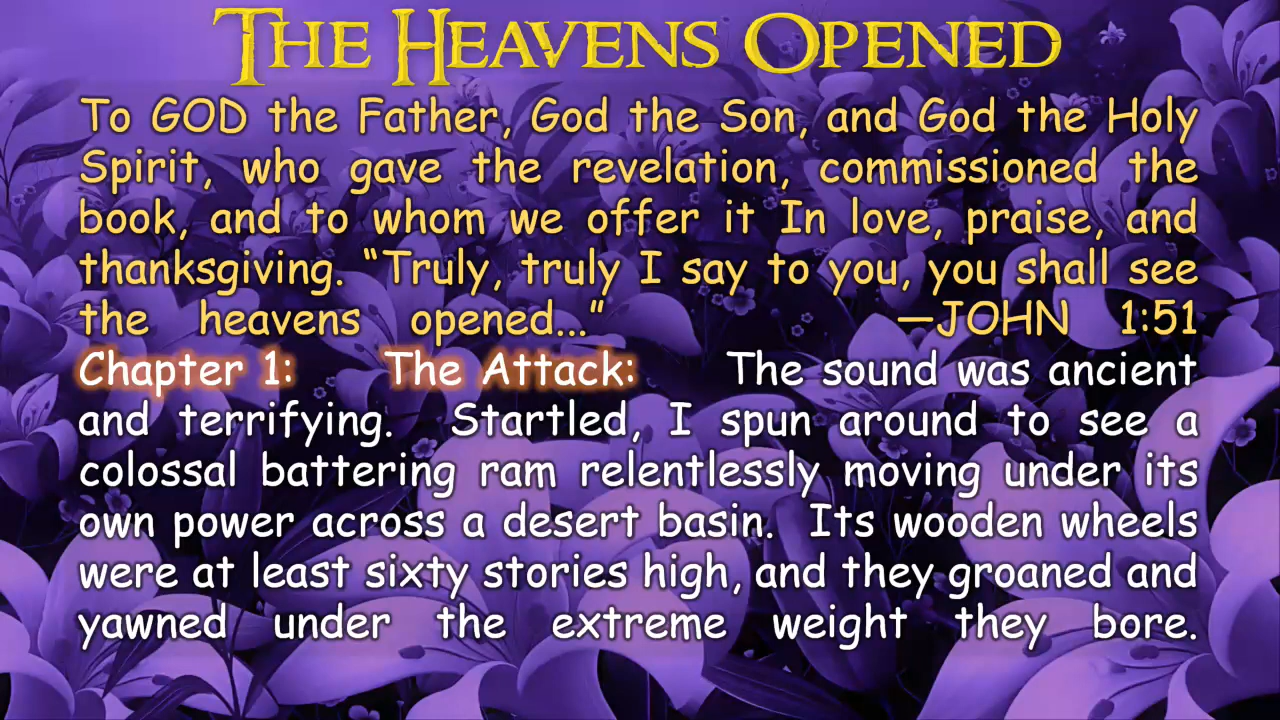 THE HEAVENS OPENED
To GOD the Father, God the Son, and God the Holy
Spirit, who gave the revelation, commissioned the
book, and to whom we offer it In love, praise, and
thanksgiving. “Truly, truly I say to you, you shall see
the heavens opened...” —JOHN 1:51
Chapter 1: The Attack: The sound was ancient
and terrifying. Startled, I spun around to see a
colossal battering ram relentlessly moving under its
own power across a desert basin. Its wooden wheels
were at least sixty stories high, and they groaned and
yawned under the extreme weight they bore.